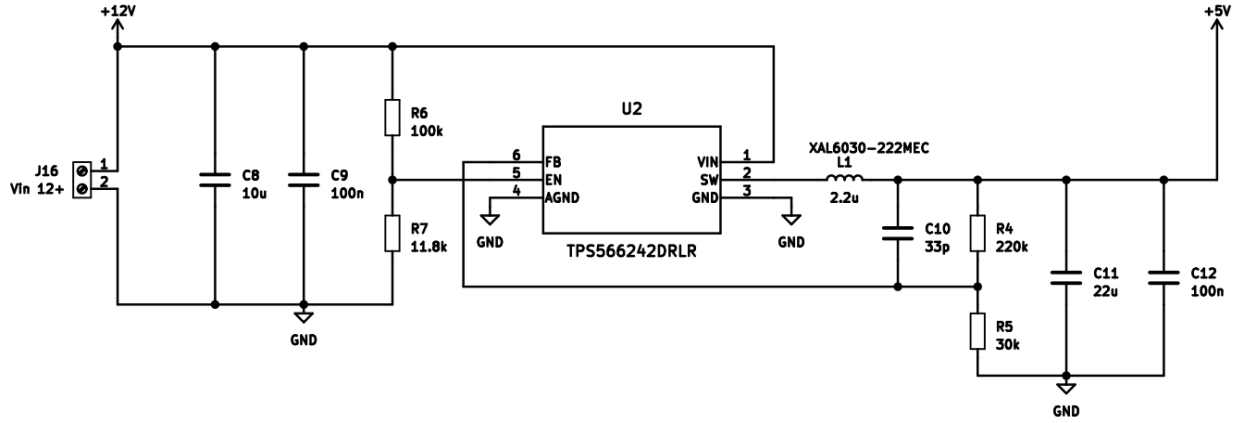 +12V
+5V
J16
Vin 12+
1
2
C8
10u
C9
100n
R6
100k
R7
11.8k
GND
U2
6
FB
5
EN
4
AGND
VIN
1
SW
2
GND
3
TPS566242DRLR
GND
GND
XAL6030-222MEC
L1
2.2u
C10
33p
R4
220k
R5
30k
C11
22u
C12
100n
GND